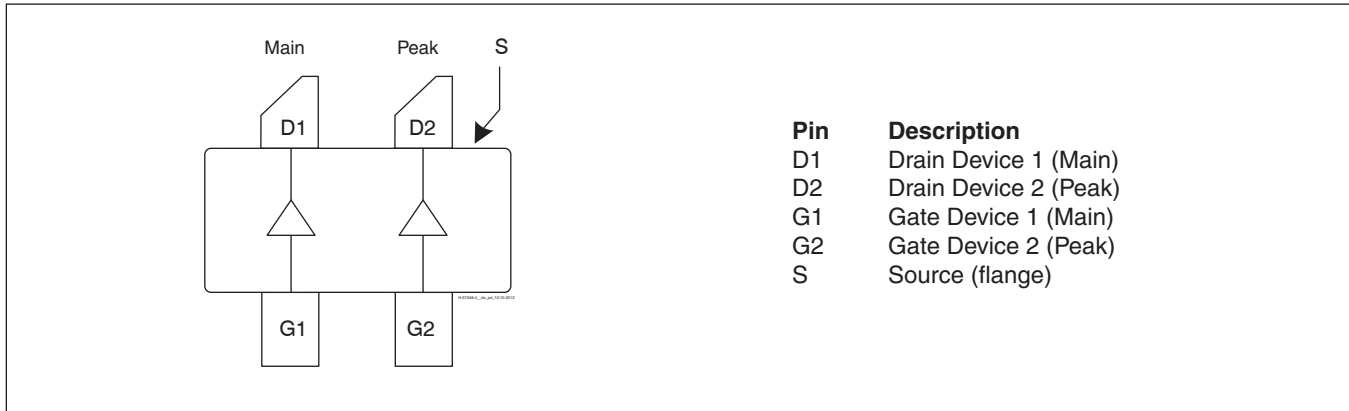 Main Peak S
D1 D2
G1 G2
Pin Description
D1 Drain Device 1 (Main)
D2 Drain Device 2 (Peak)
G1 Gate Device 1 (Main)
G2 Gate Device 2 (Peak)
S Source (flange)